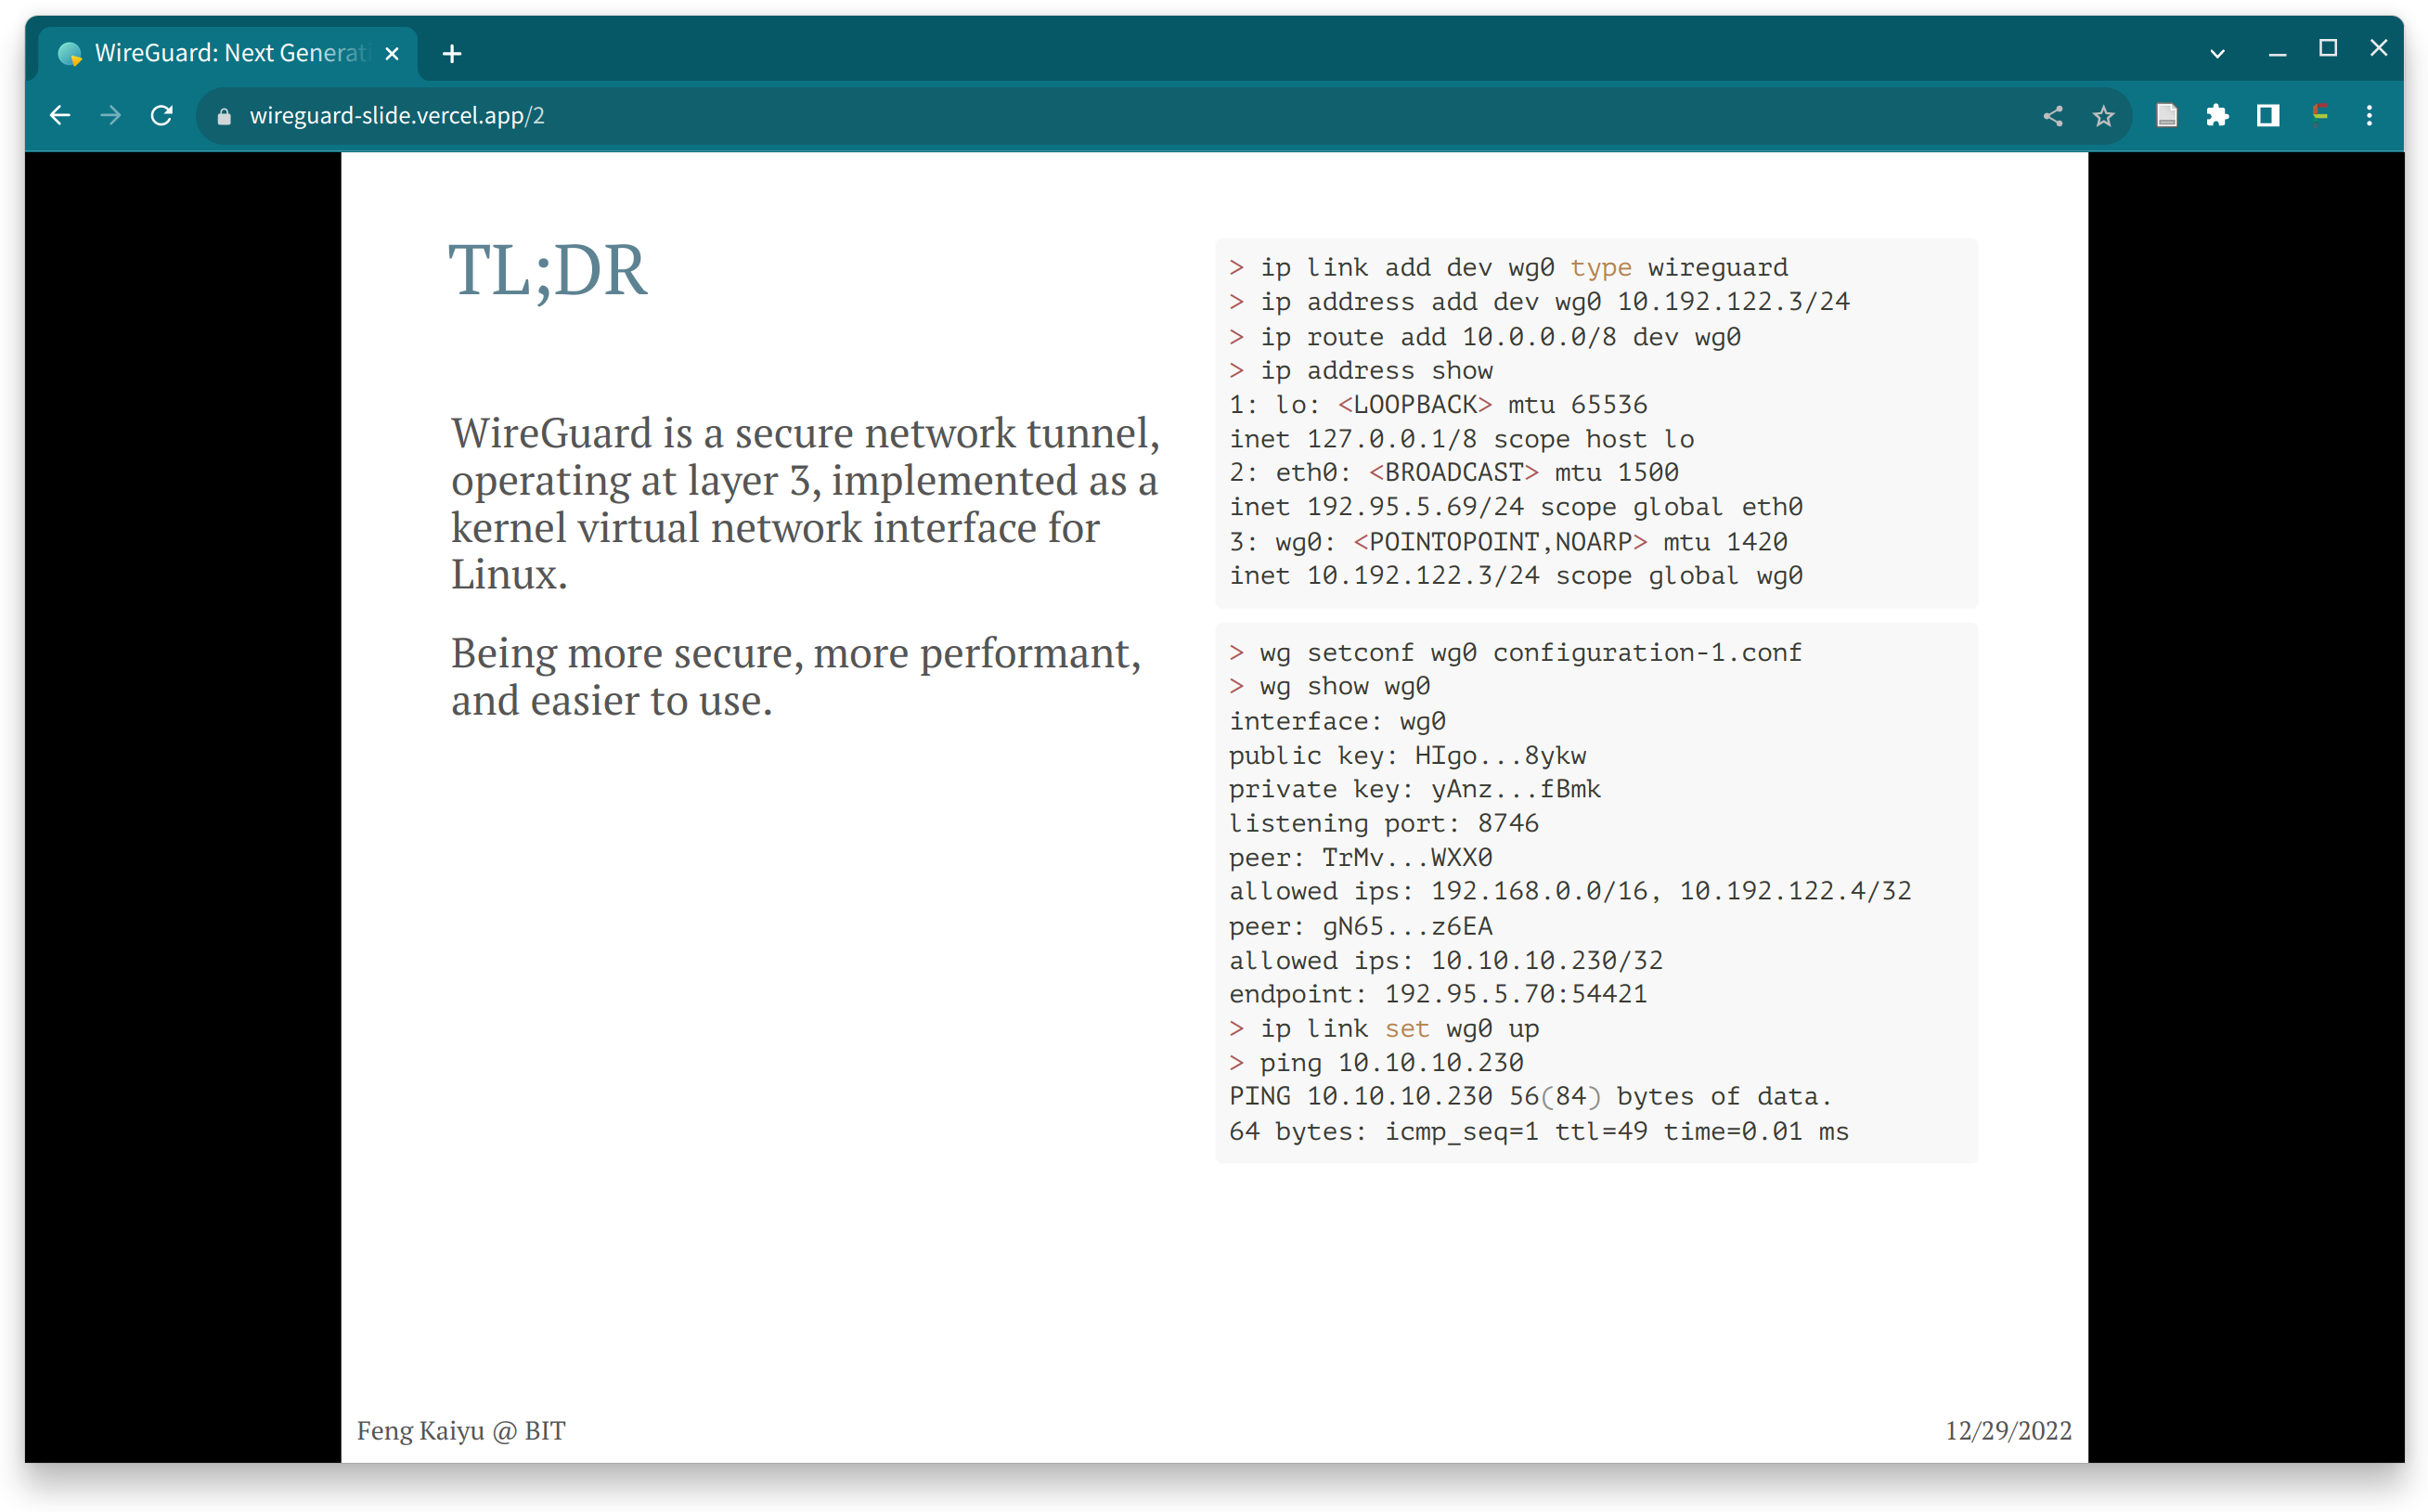 WireGuard: Next Generati
wireguard-slide.vercel.app/2
TL;DR
WireGuard is a secure network tunnel,
operating at layer 3, implemented as a
kernel virtual network interface for
Linux.
Being more secure, more performant,
and easier to use.
> ip link add dev wg0 type wireguard
> ip address add dev wg0 10.192.122.3/24
> ip route add 10.0.0.0/8 dev wg0
> ip address show
1: lo: <LOOPBACK> mtu 65536
inet 127.0.0.1/8 scope host lo
2: eth0: <BROADCAST> mtu 1500
inet 192.95.5.69/24 scope global eth0
3: wg0: <POINTOPOINT,NOARP> mtu 1420
inet 10.192.122.3/24 scope global wg0
> wg setconf wg0 configuration-1.conf
> wg show wg0
interface: wg0
public key: HIgo...8ykw
private key: yAnz...fBmk
listening port: 8746
peer: TrMv...WXX0
allowed ips: 192.168.0.0/16, 10.192.122.4/32
peer: gN65...z6EA
allowed ips: 10.10.10.230/32
endpoint: 192.95.5.70:54421
> ip link set wg0 up
> ping 10.10.10.230
PING 10.10.10.230 56(84) bytes of data.
64 bytes: icmp_seq=1 ttl=49 time=0.01 ms
Feng Kaiyu @ BIT
12/29/2022